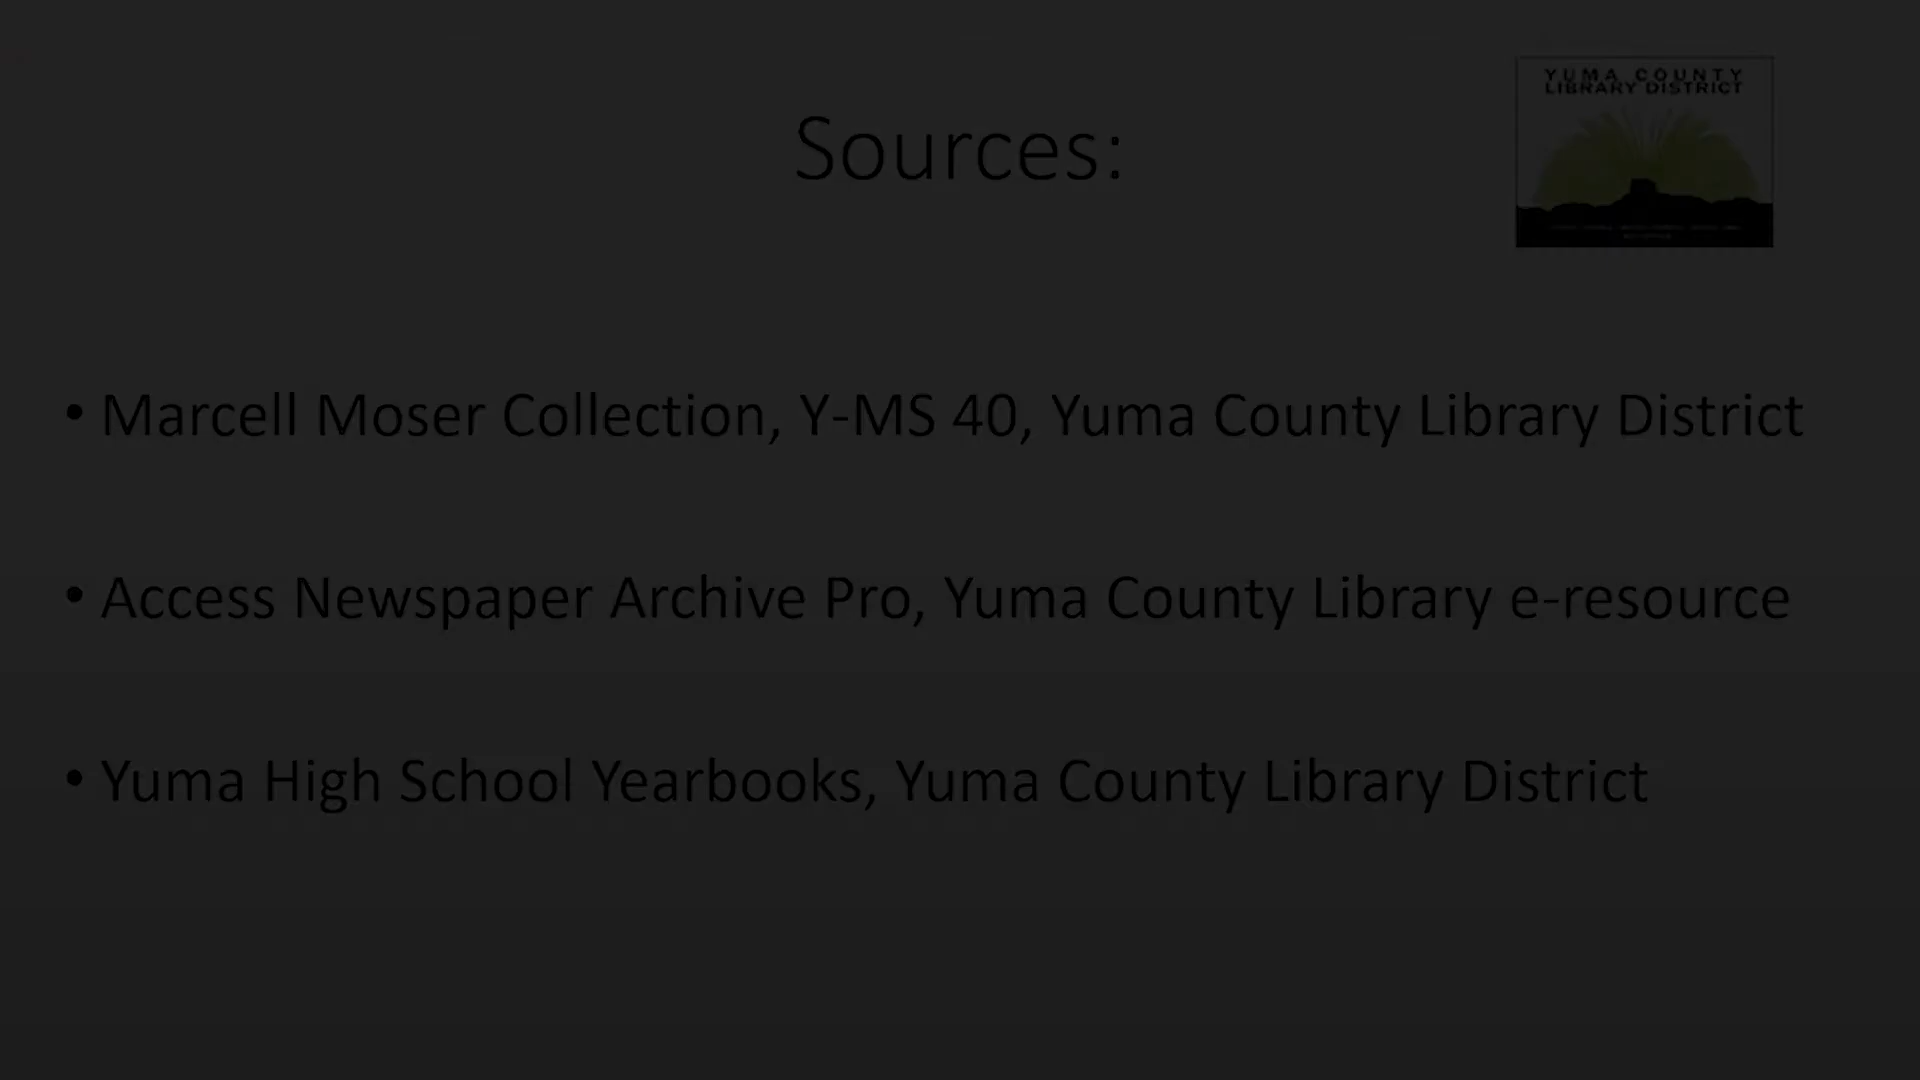 YUMA COUNTY
LIBRARY DISTRICT
Sources:
• Marcell Moser Collection, Y-MS 40, Yuma County Library District
• Access Newspaper Archive Pro, Yuma County Library e-resource
• Yuma High School Yearbooks, Yuma County Library District